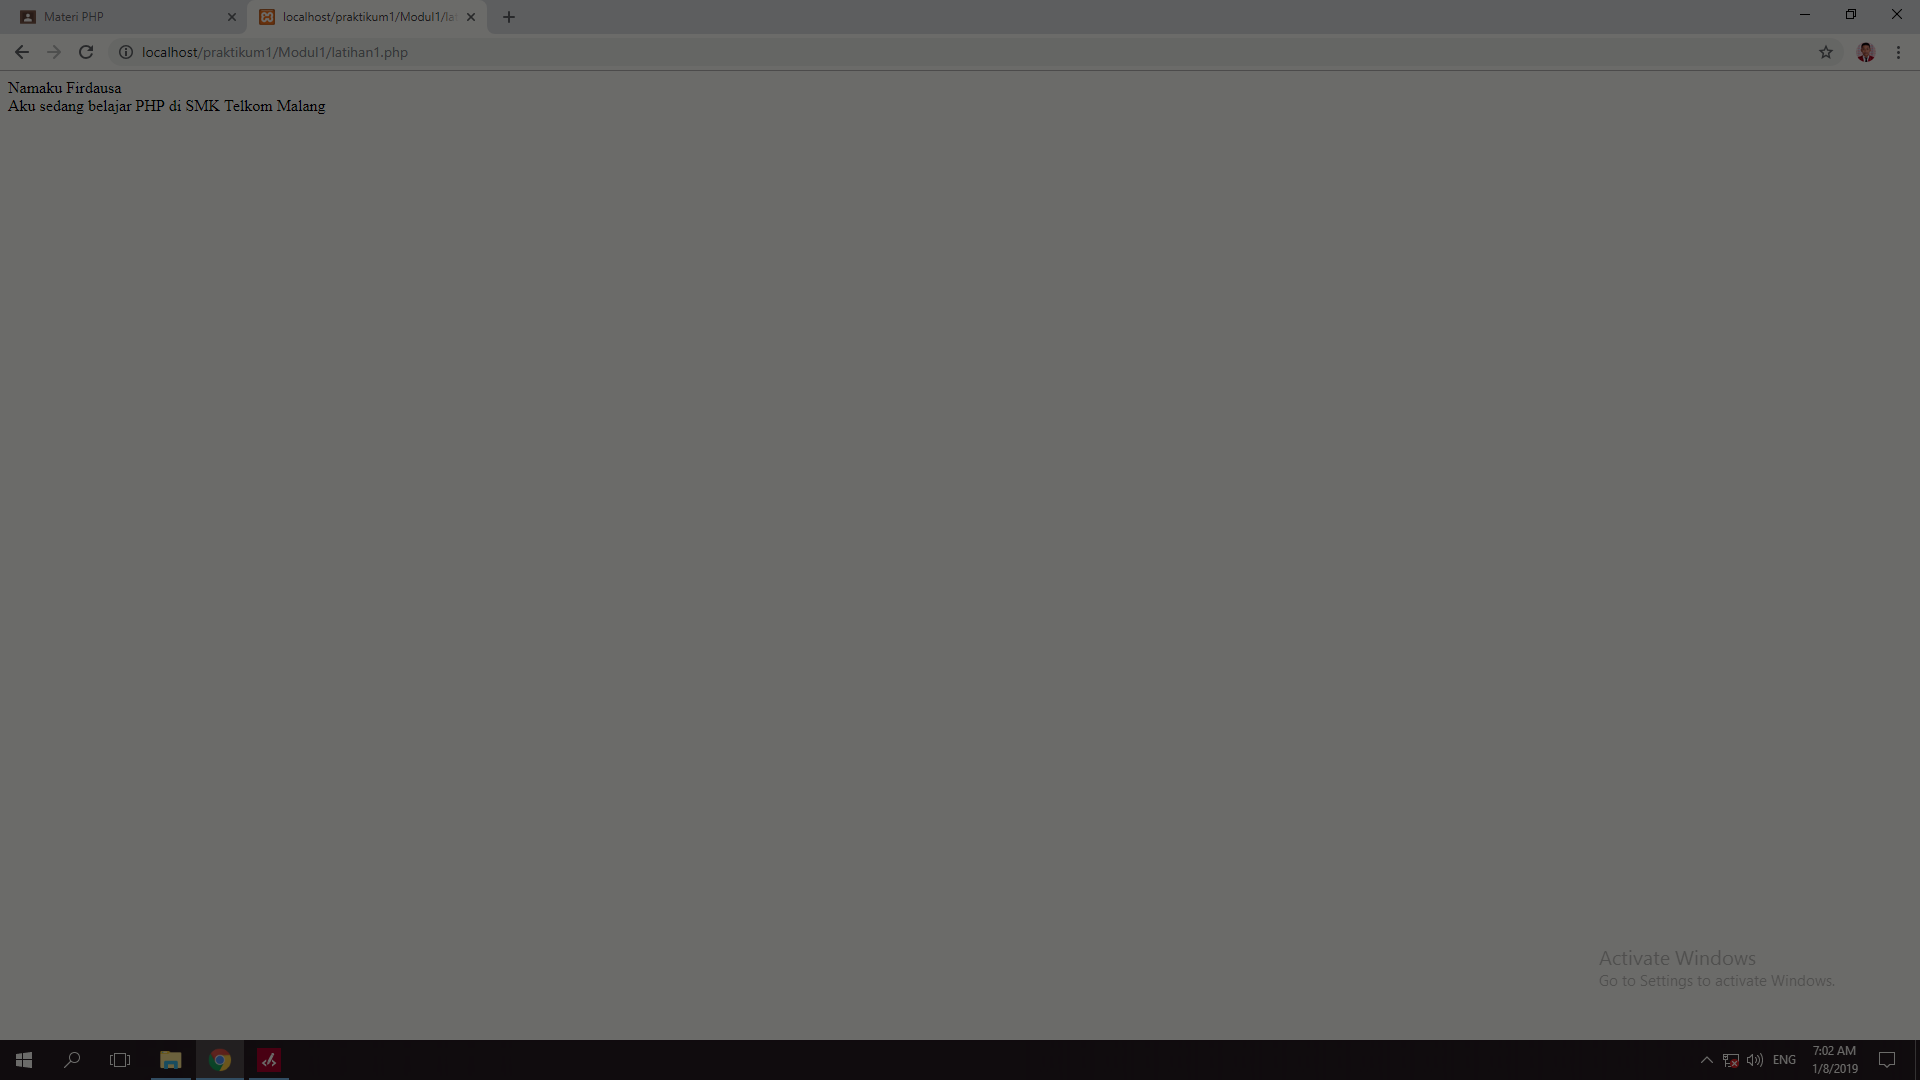 Materi PHP
localhost/praktikum1/Modul1/la
localhost/praktikum1/Modul1/latihan1.php
Namaku Firdausa
Aku sedang belajar PHP di SMK Telkom Malang
Activate Windows
Go to Settings to activate Windows.
ENG
7:02 AM
1/8/2019